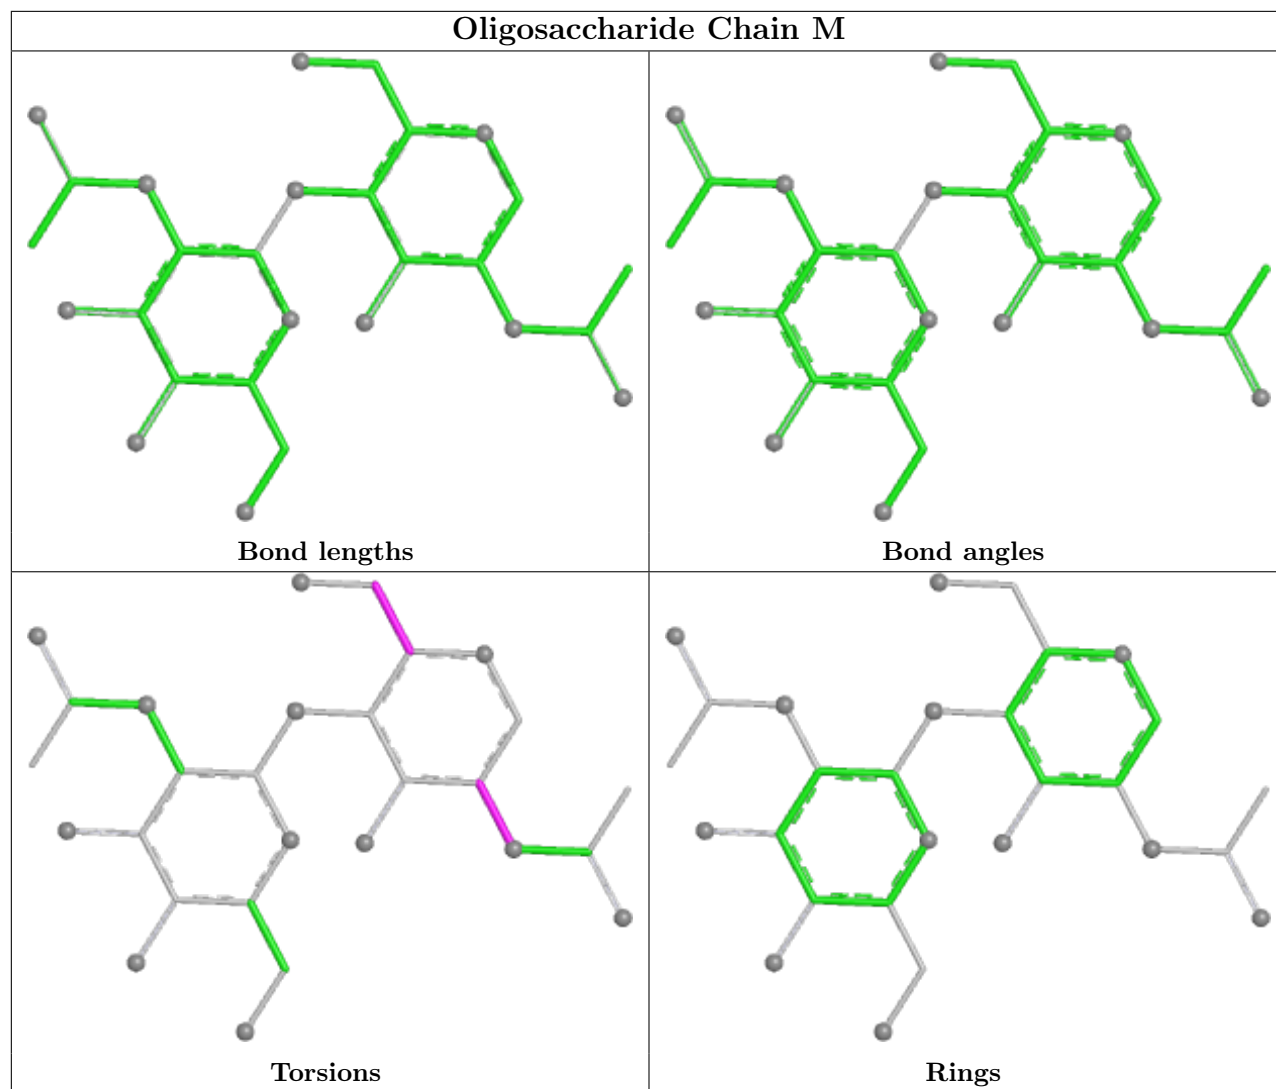 Oligosaccharide Chain M
Bond lengths
Bond angles
Torsions
Rings